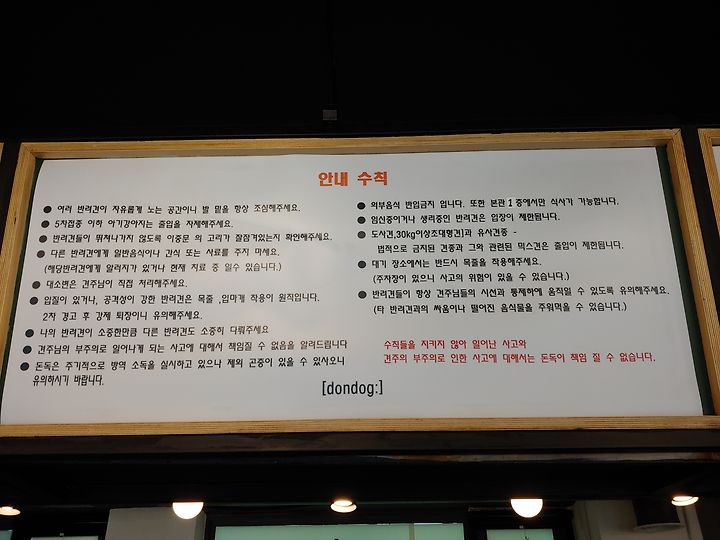 안내 수칙
● 여러 반려견이 자유롭게 노는 공간이니 발 밑을 항상 조심해주세요.
● 5차접종 이하 아기강아지는 출입을 자제해주세요.
● 반려견들이 뛰쳐나가지 않도록 이중문 의 고리가 잘잠겨있는지 확인해주세요.
● 다른 반려견에게 일반음식이나 간식 또는 사료를 주지 마세요.
(해당반려견에게 알러지가 있거나 현재 치료 중 일수 있습니다.)
● 대소변은 견주님이 직접 처리해주세요.
● 입질이 있거나, 공격성이 강한 반려견은 목줄 ,입마개 착용이 원칙입니다.
2차 경고 후 강제 퇴장이니 유의해주세요.
● 나의 반려견이 소중한만큼 다른 반려견도 소중히 다뤄주세요
● 견주님의 부주의로 일어나게 되는 사고에 대해서 책임질 수 없음을 알려드립니다
● 돈독은 주기적으로 방역 소독을 실시하고 있으나 제외 곤충이 있을 수 있사오니
유의하시기 바랍니다.
● 외부음식 반입금지 입니다. 또한 본관 1 층에서만 식사가 가능합니다.
● 임신중이거나 생리중인 반려견은 입장이 제한됩니다.
● 도사견,30kg이상초대형견]과 유사견종 -
법적으로 금지된 견종과 그와 관련된 믹스견은 출입이 제한됩니다.
● 대기 장소에서는 반드시 목줄을 착용해주세요.
(주차장이 있으니 사고의 위험이 있을 수 있습니다.)
● 반려견들이 항상 견주님들의 시선과 통제하에 움직일 수 있도록 유의해주세요.
(타 반려견과의 싸움이나 떨어진 음식물을 주워먹을 수 있습니다.)
수칙들을 지키지 않아 일어난 사고와
견주의 부주의로 인한 사고에 대해서는 돈독이 책임 질 수 없습니다.
[dondog:]